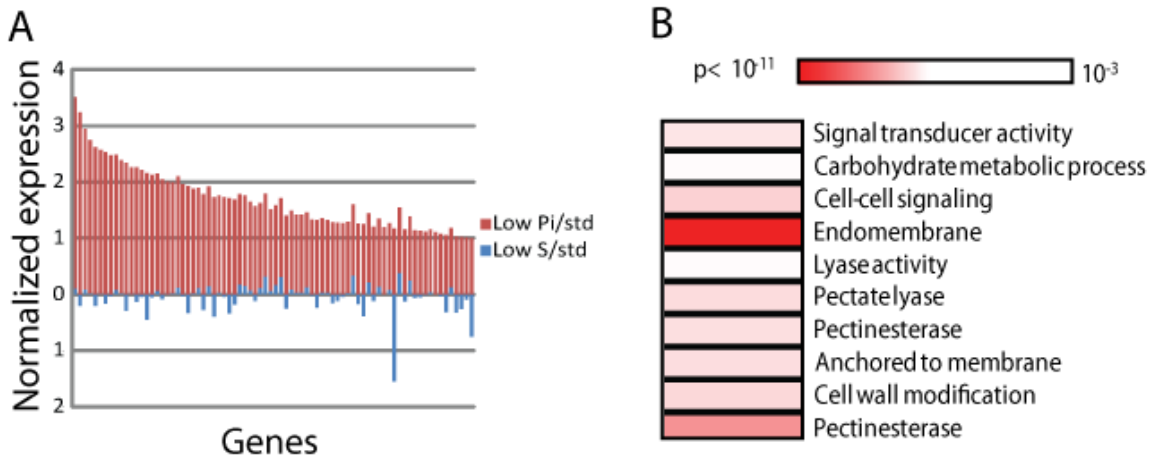 A
Normalized expression
4
3
2
1
0
1
2
Genes
Low Pi/std
Low S/std
B
p< 10⁻¹¹
10⁻³
Signal transducer activity
Carbohydrate metabolic process
Cell-cell signaling
Endomembrane
Lyase activity
Pectate lyase
Pectinesterase
Anchored to membrane
Cell wall modification
Pectinesterase